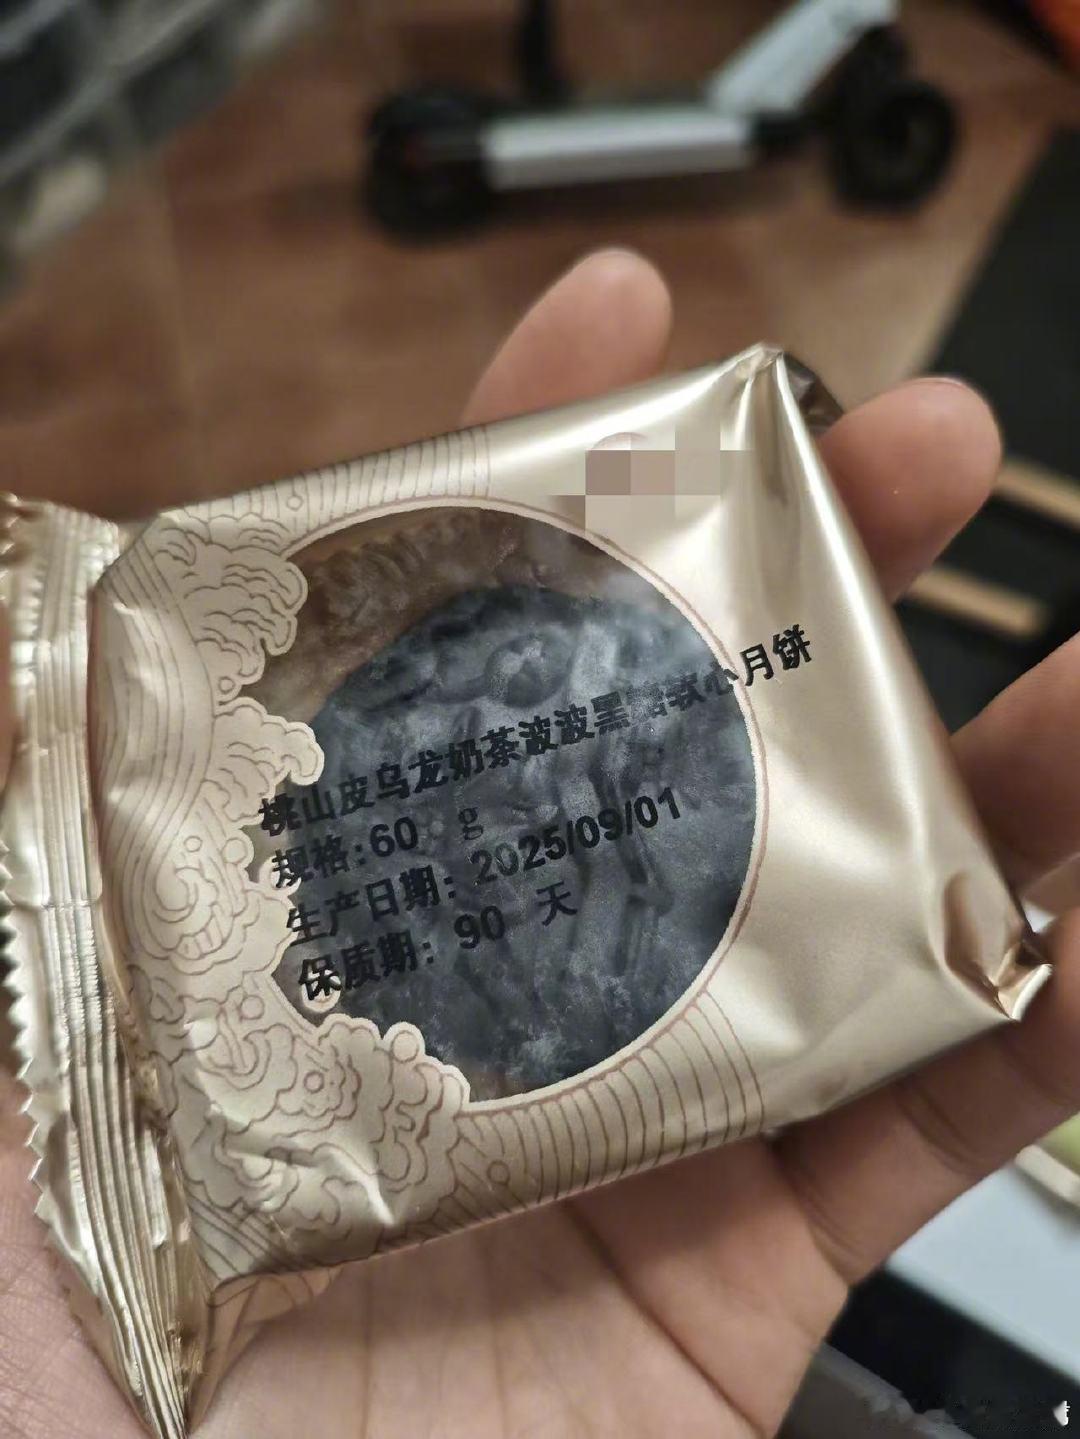 桃山皮乌龙奶茶波波黑糖软心月饼
规格:60 g
生产日期: 2025/09/01
保质期: 90 天